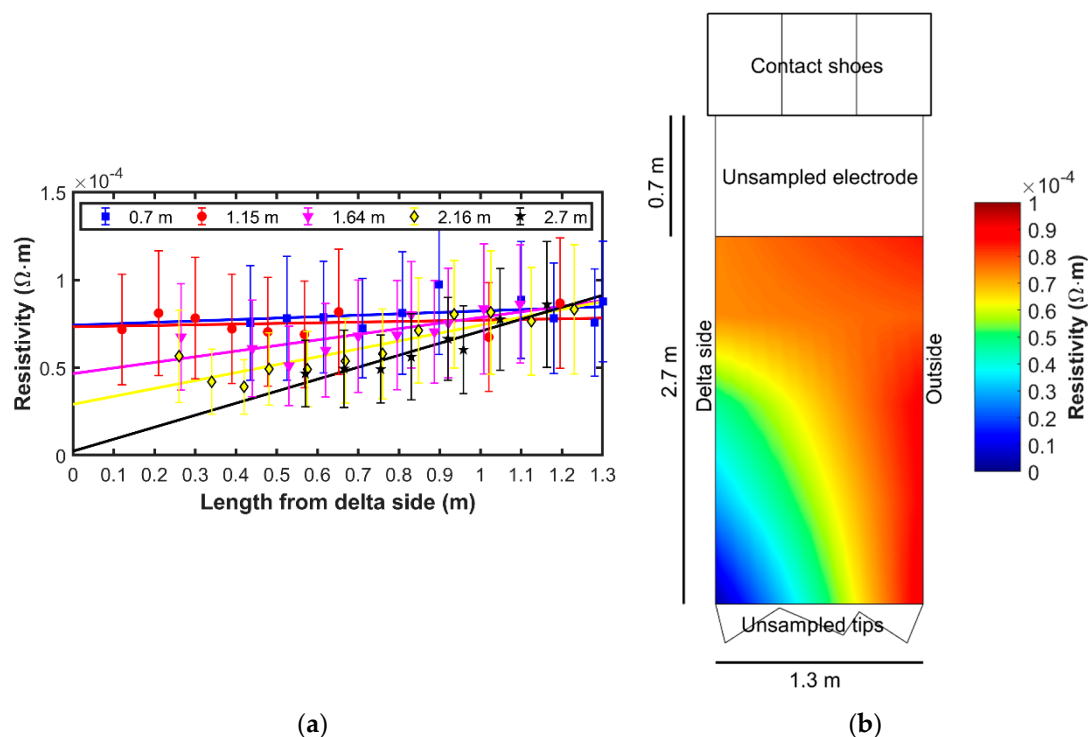 ×10⁻⁴
1.5
1
0.5
0
0.7 m
1.15 m
1.64 m
2.16 m
2.7 m
Resistivity (Ω·m)
0 0.1 0.2 0.3 0.4 0.5 0.6 0.7 0.8 0.9 1 1.1 1.2 1.3
Length from delta side (m)
(a)
Contact shoes
Unsampled electrode
0.7 m
2.7 m
Delta side
Outside
Unsampled tips
1.3 m
×10⁻⁴
1
0.9
0.8
0.7
0.6
0.5
0.4
0.3
0.2
0.1
0
Resistivity (Ω·m)
(b)